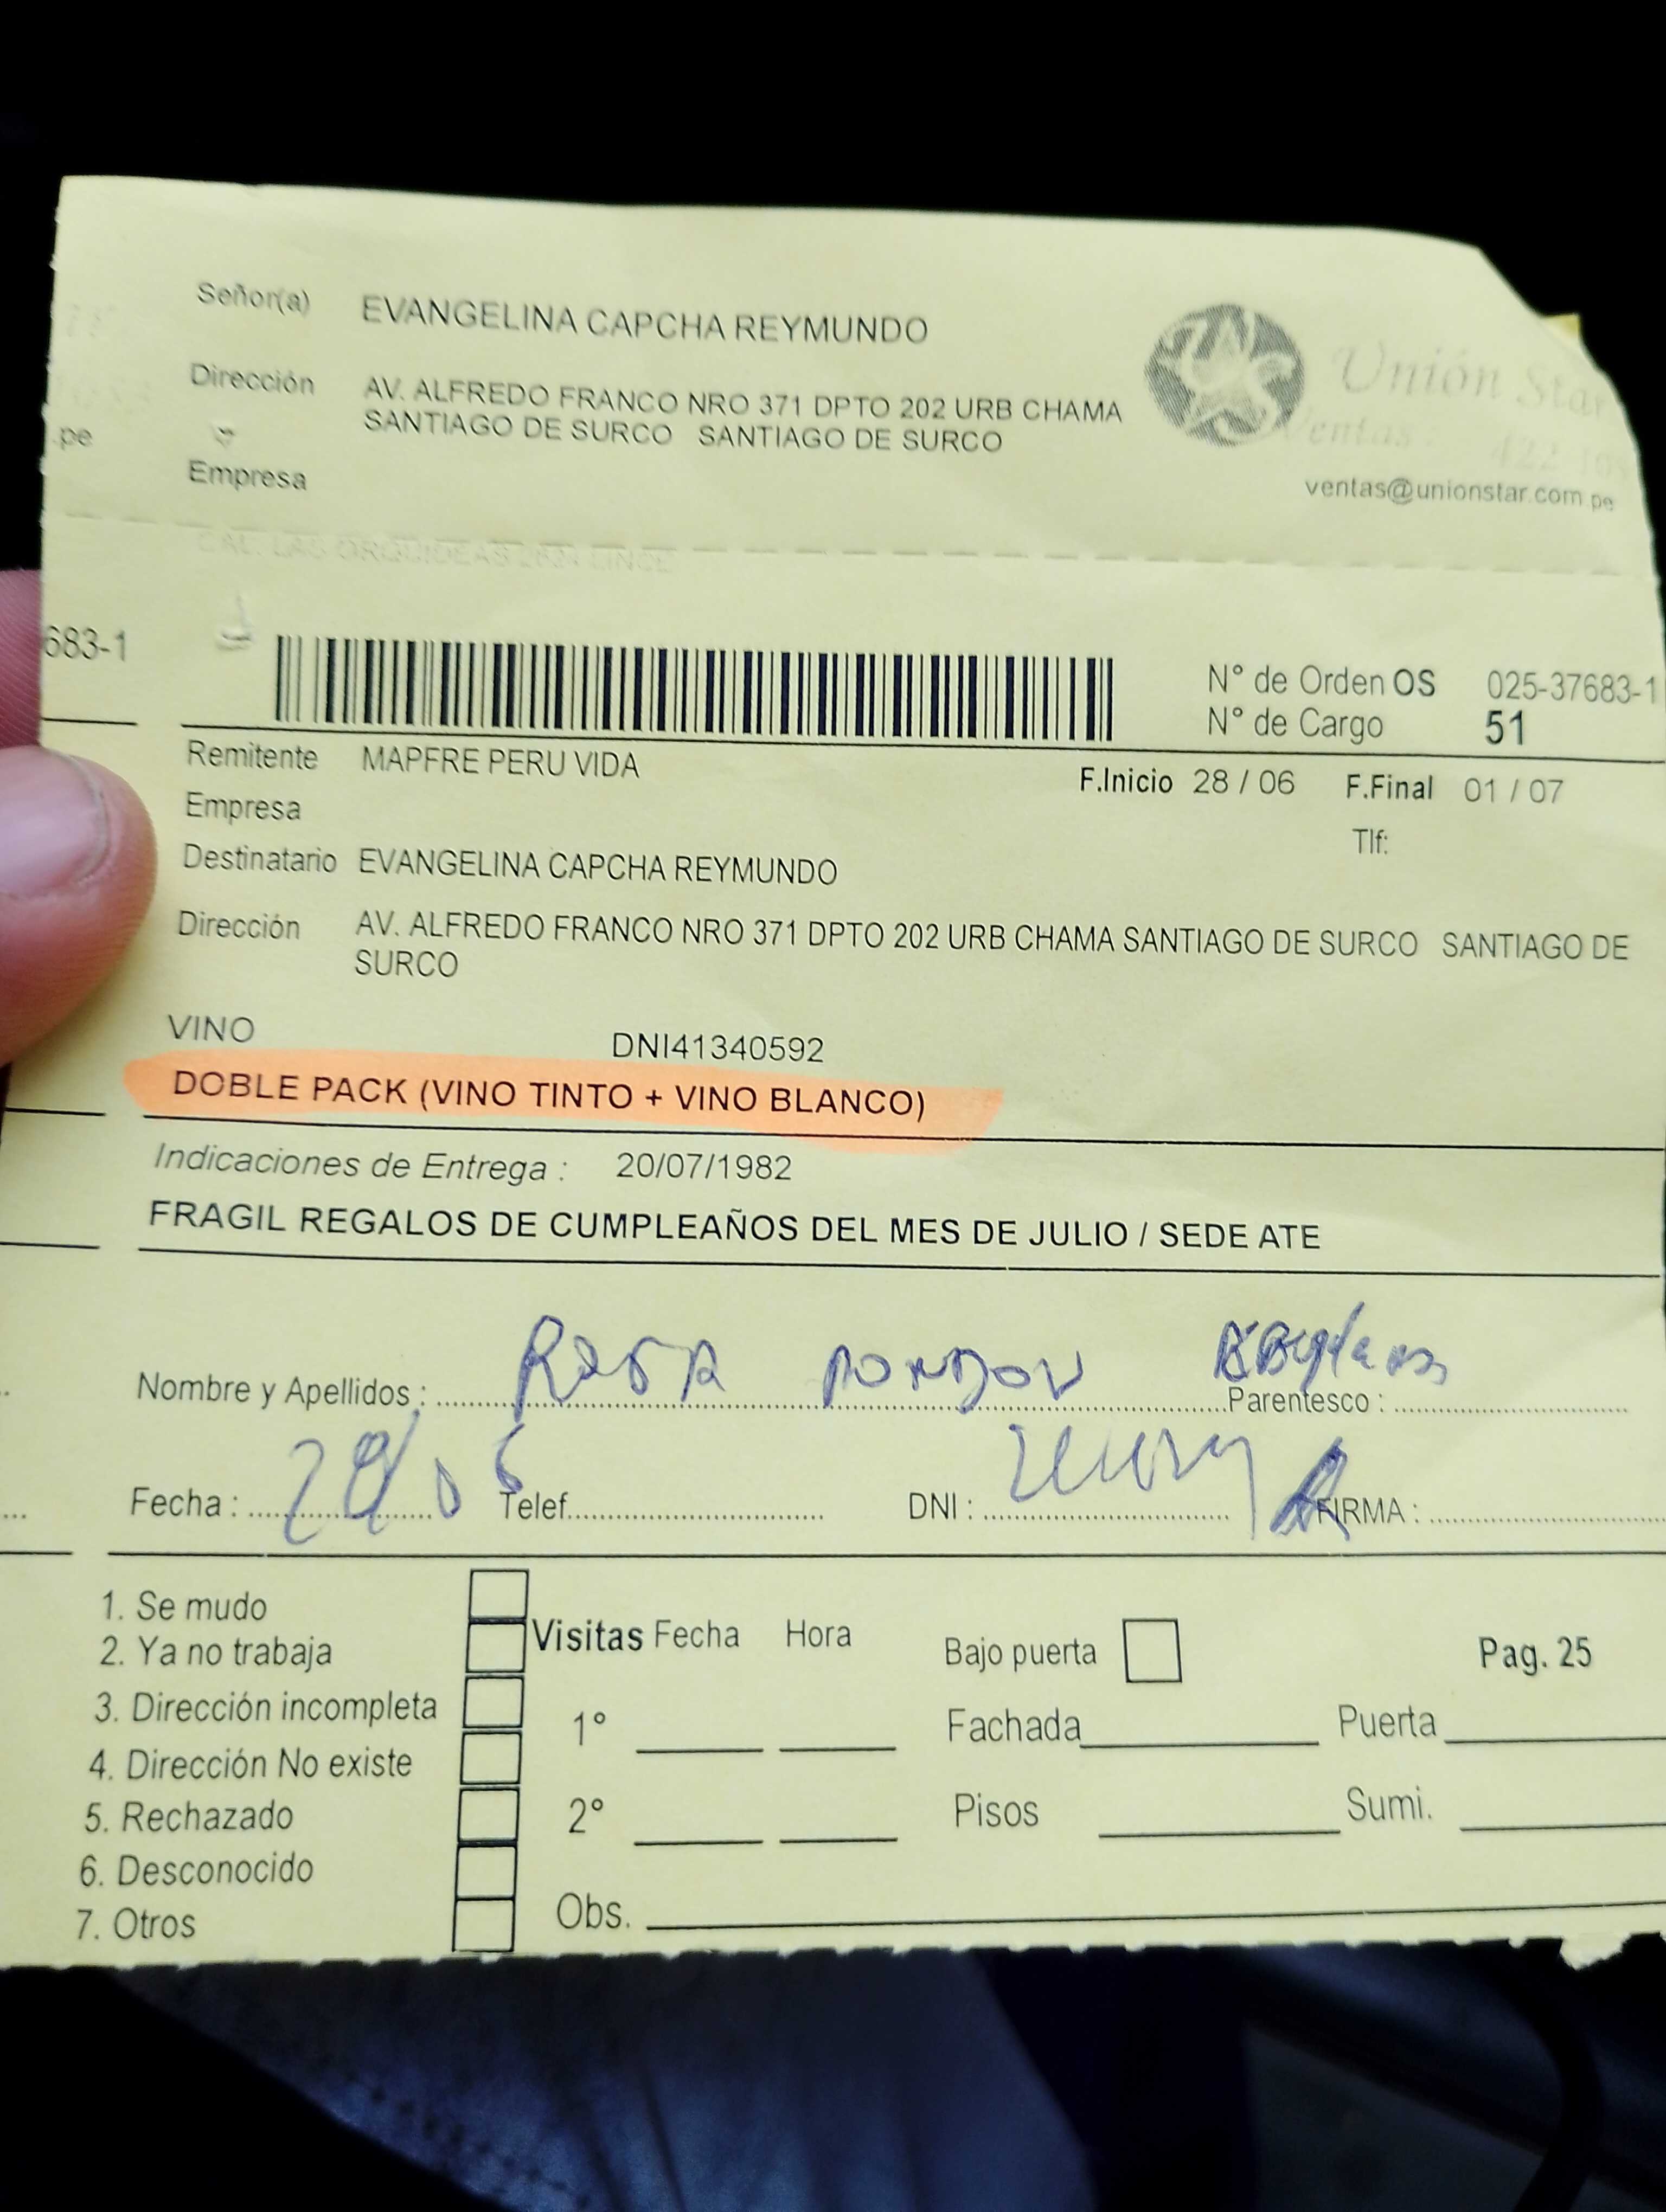 Señor(a) EVANGELINA CAPCHA REYMUNDO
Dirección AV. ALFREDO FRANCO NRO 371 DPTO 202 URB CHAMA
SANTIAGO DE SURCO SANTIAGO DE SURCO
Empresa
Unión Star
Ventas
ventas@unionstar.com.pe
.pe
CAL. LAS ORQUIDEAS LINCE
683-1
N° de Orden OS 025-37683-1
N° de Cargo 51
Remitente MAPFRE PERU VIDA
F.Inicio 28 / 06 F.Final 01 / 07
Empresa
Tlf:
Destinatario EVANGELINA CAPCHA REYMUNDO
Dirección AV. ALFREDO FRANCO NRO 371 DPTO 202 URB CHAMA SANTIAGO DE SURCO SANTIAGO DE
SURCO
VINO DNI41340592
DOBLE PACK (VINO TINTO + VINO BLANCO)
Indicaciones de Entrega : 20/07/1982
FRAGIL REGALOS DE CUMPLEAÑOS DEL MES DE JULIO / SEDE ATE
Nombre y Apellidos : Rosa Parentesco :
Fecha : Telef. DNI : FIRMA :
1. Se mudo
2. Ya no trabaja
3. Dirección incompleta
4. Dirección No existe
5. Rechazado
6. Desconocido
7. Otros
Visitas Fecha Hora
1°
2°
Obs.
Bajo puerta
Pag. 25
Fachada Puerta
Pisos Sumi.